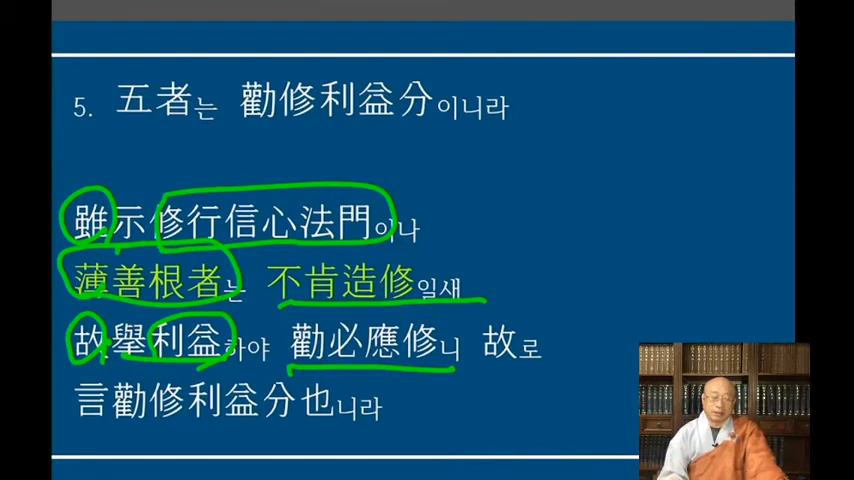 5. 五者는 勸修利益分이니라
雖示修行信心法門이나
薄善根者는 不肯造修일새
故擧利益하야 勸必應修니 故로
言勸修利益分也니라